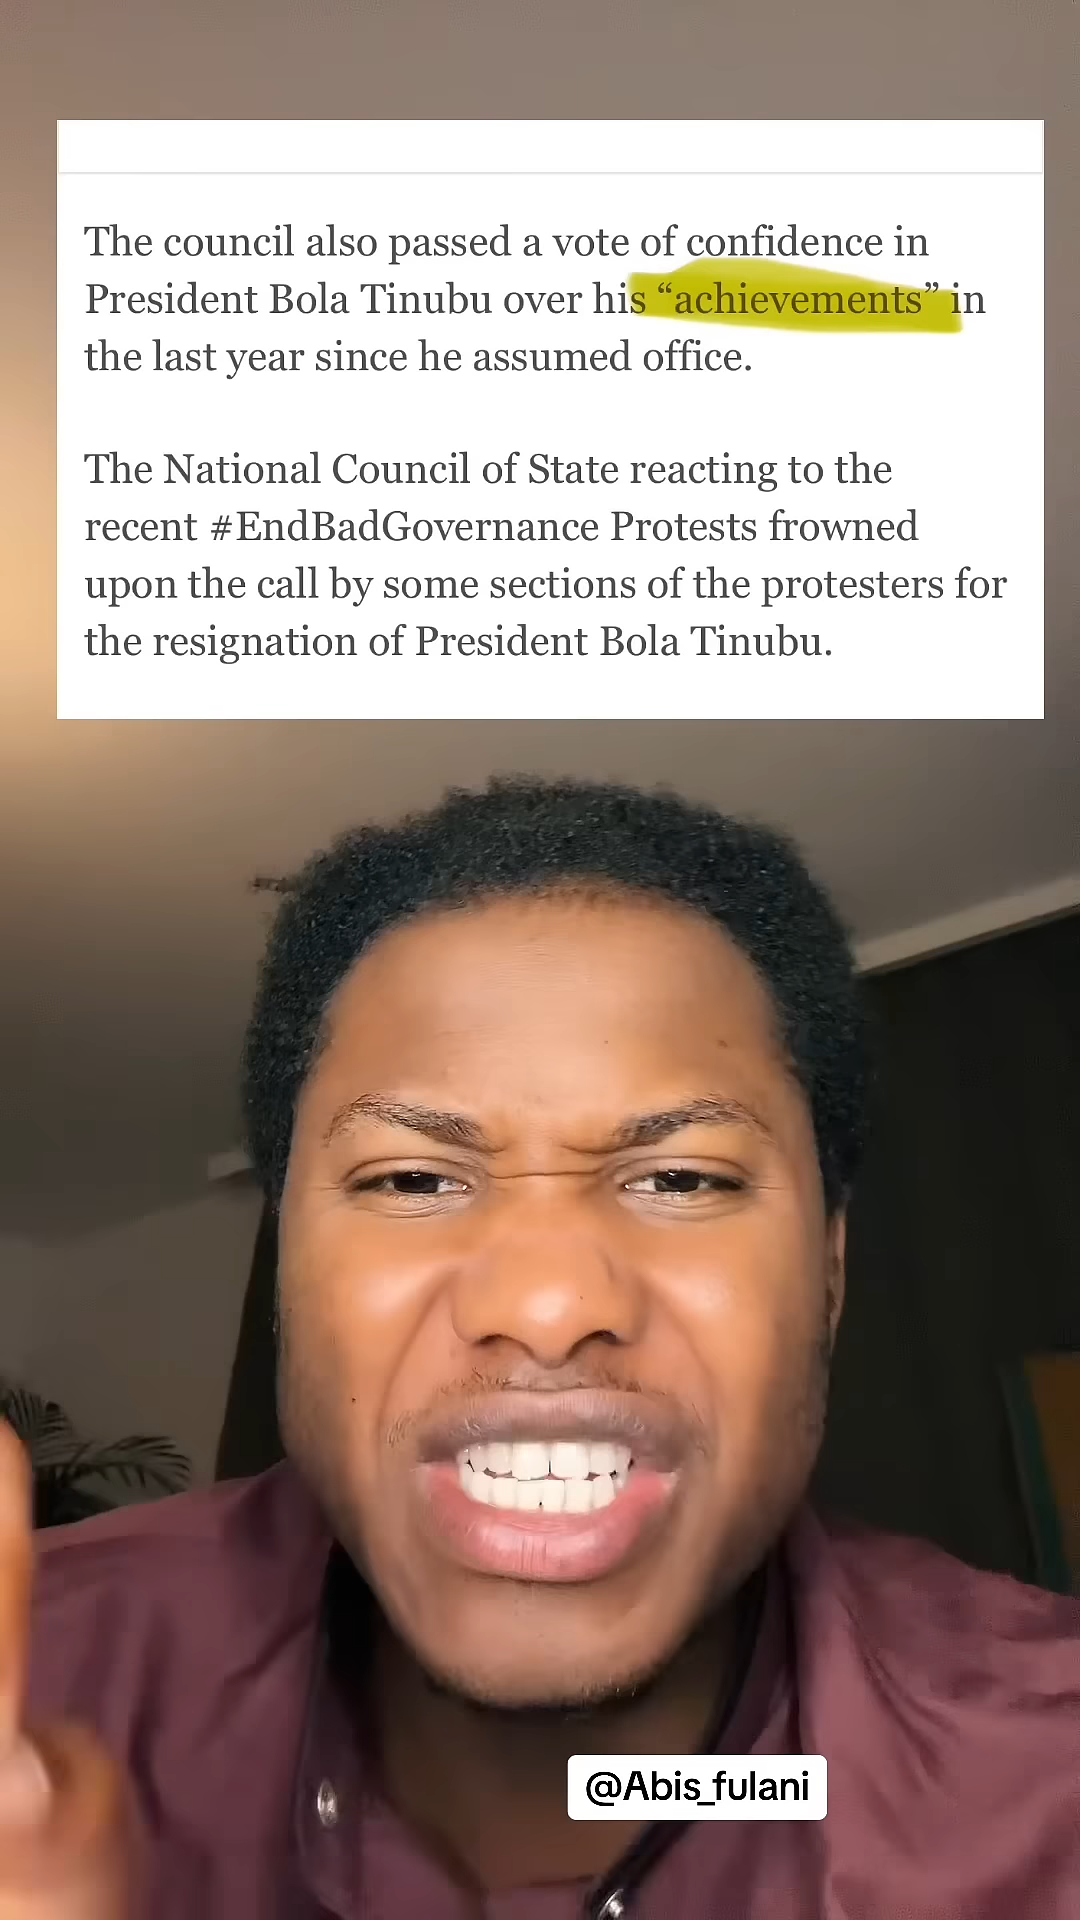 The council also passed a vote of confidence in
President Bola Tinubu over his “achievements” in
the last year since he assumed office.
The National Council of State reacting to the
recent #EndBadGovernance Protests frowned
upon the call by some sections of the protesters for
the resignation of President Bola Tinubu.
@Abis_fulani